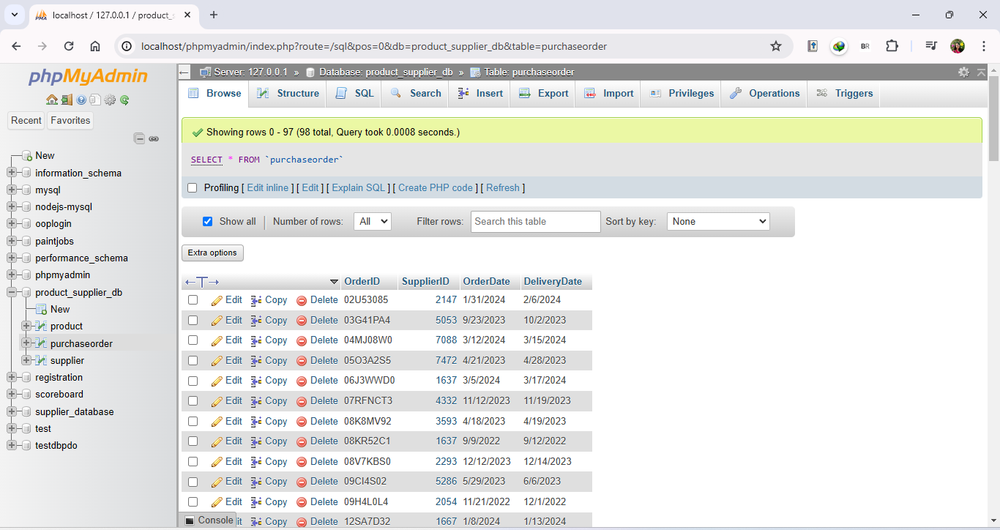 localhost / 127.0.0.1 / product_s
localhost/phpmyadmin/index.php?route=/sql&pos=0&db=product_supplier_db&table=purchaseorder
BR
phpMyAdmin
Recent Favorites
New
information_schema
mysql
nodejs-mysql
ooplogin
paintjobs
performance_schema
phpmyadmin
product_supplier_db
New
product
purchaseorder
supplier
registration
scoreboard
supplier_database
test
testdbpdo
Server: 127.0.0.1 » Database: product_supplier_db » Table: purchaseorder
Browse Structure SQL Search Insert Export Import Privileges Operations Triggers
Showing rows 0 - 97 (98 total, Query took 0.0008 seconds.)
SELECT * FROM `purchaseorder`
Profiling [ Edit inline ] [ Edit ] [ Explain SQL ] [ Create PHP code ] [ Refresh ]
Show all Number of rows: All Filter rows: Search this table Sort by key: None
Extra options
←T→ OrderID SupplierID OrderDate DeliveryDate
Edit Copy Delete 02U53085 2147 1/31/2024 2/6/2024
Edit Copy Delete 03G41PA4 5053 9/23/2023 10/2/2023
Edit Copy Delete 04MJ08W0 7088 3/12/2024 3/15/2024
Edit Copy Delete 05O3A2S5 7472 4/21/2023 4/28/2023
Edit Copy Delete 06J3WWD0 1637 3/5/2024 3/17/2024
Edit Copy Delete 07RFNCT3 4332 11/12/2023 11/19/2023
Edit Copy Delete 08K8MV92 3593 4/18/2023 4/19/2023
Edit Copy Delete 08KR52C1 1637 9/9/2022 9/12/2022
Edit Copy Delete 08V7KBS0 2293 12/12/2023 12/14/2023
Edit Copy Delete 09CI4S02 5286 5/29/2023 6/6/2023
Edit Copy Delete 09H4L0L4 2054 11/21/2022 12/1/2022
Console it Copy Delete 12SA7D32 1667 1/8/2024 1/13/2024